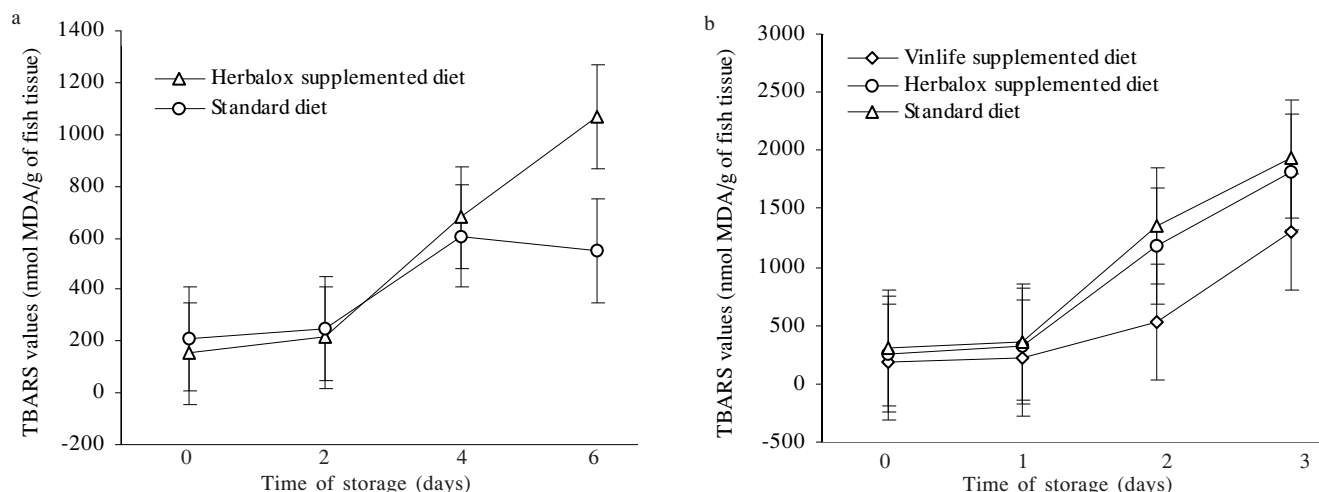 a
TBARS values (nmol MDA/g of fish tissue)
1400
1200
1000
800
600
400
200
0
-200
Herbalox supplemented diet
Standard diet
0 2 4 6
Time of storage (days)
b
TBARS values (nmol MDA/g of fish tissue)
3000
2500
2000
1500
1000
500
0
-500
Vinlife supplemented diet
Herbalox supplemented diet
Standard diet
0 1 2 3
Time of storage (days)